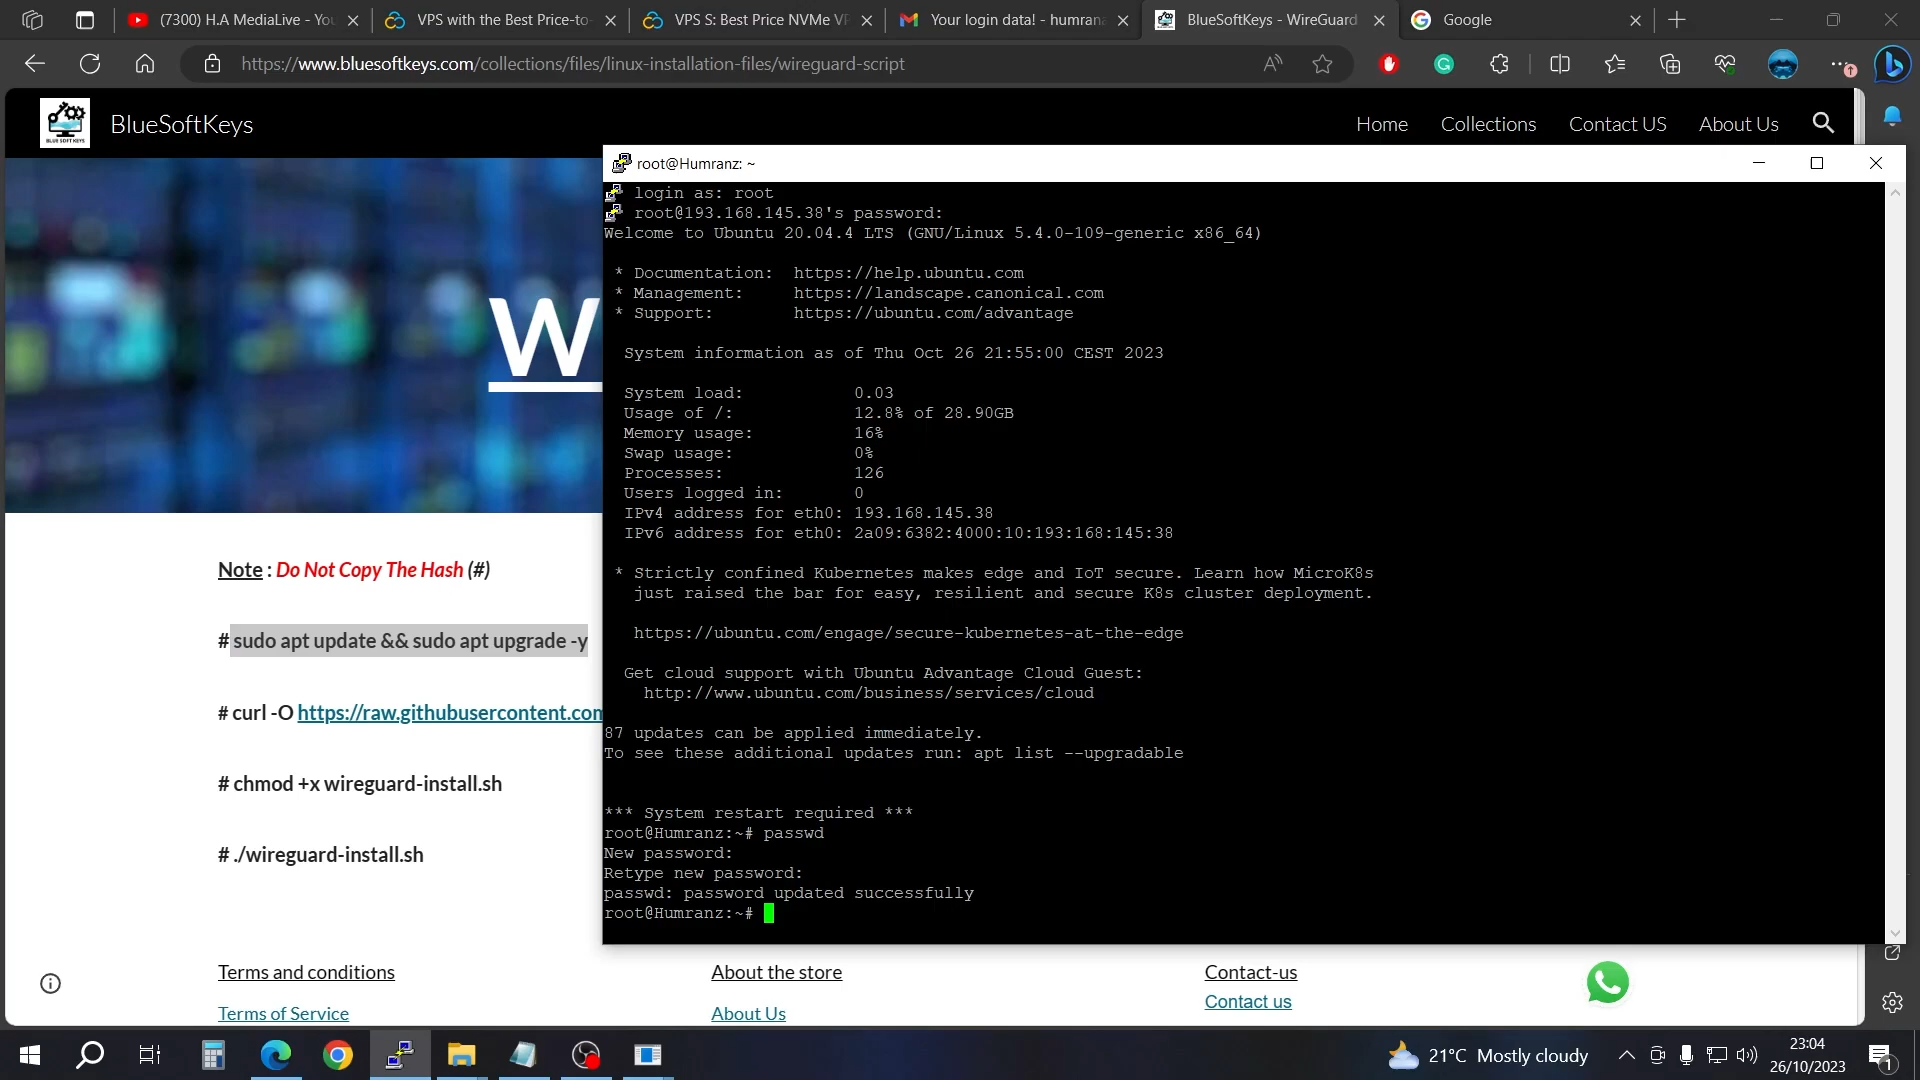 (7300) H.A MediaLive - You
VPS with the Best Price-to-
VPS S: Best Price NVMe VP
Your login data! - humrana
BlueSoftKeys - WireGuard
Google
https://www.bluesoftkeys.com/collections/files/linux-installation-files/wireguard-script
BlueSoftKeys
Home
Collections
Contact US
About Us
W
root@Humranz: ~
login as: root
root@193.168.145.38's password:
Welcome to Ubuntu 20.04.4 LTS (GNU/Linux 5.4.0-109-generic x86_64)
* Documentation:  https://help.ubuntu.com
* Management:     https://landscape.canonical.com
* Support:        https://ubuntu.com/advantage
System information as of Thu Oct 26 21:55:00 CEST 2023
System load:           0.03
Usage of /:            12.8% of 28.90GB
Memory usage:          16%
Swap usage:            0%
Processes:             126
Users logged in:       0
IPv4 address for eth0: 193.168.145.38
IPv6 address for eth0: 2a09:6382:4000:10:193:168:145:38
* Strictly confined Kubernetes makes edge and IoT secure. Learn how MicroK8s
just raised the bar for easy, resilient and secure K8s cluster deployment.
https://ubuntu.com/engage/secure-kubernetes-at-the-edge
Get cloud support with Ubuntu Advantage Cloud Guest:
http://www.ubuntu.com/business/services/cloud
87 updates can be applied immediately.
To see these additional updates run: apt list --upgradable
*** System restart required ***
root@Humranz:~# passwd
New password:
Retype new password:
passwd: password updated successfully
root@Humranz:~#
Note : Do Not Copy The Hash (#)
# sudo apt update && sudo apt upgrade -y
# curl -O https://raw.githubusercontent.com
# chmod +x wireguard-install.sh
# ./wireguard-install.sh
Terms and conditions
About the store
Contact-us
Terms of Service
About Us
Contact us
21°C Mostly cloudy
23:04
26/10/2023
1